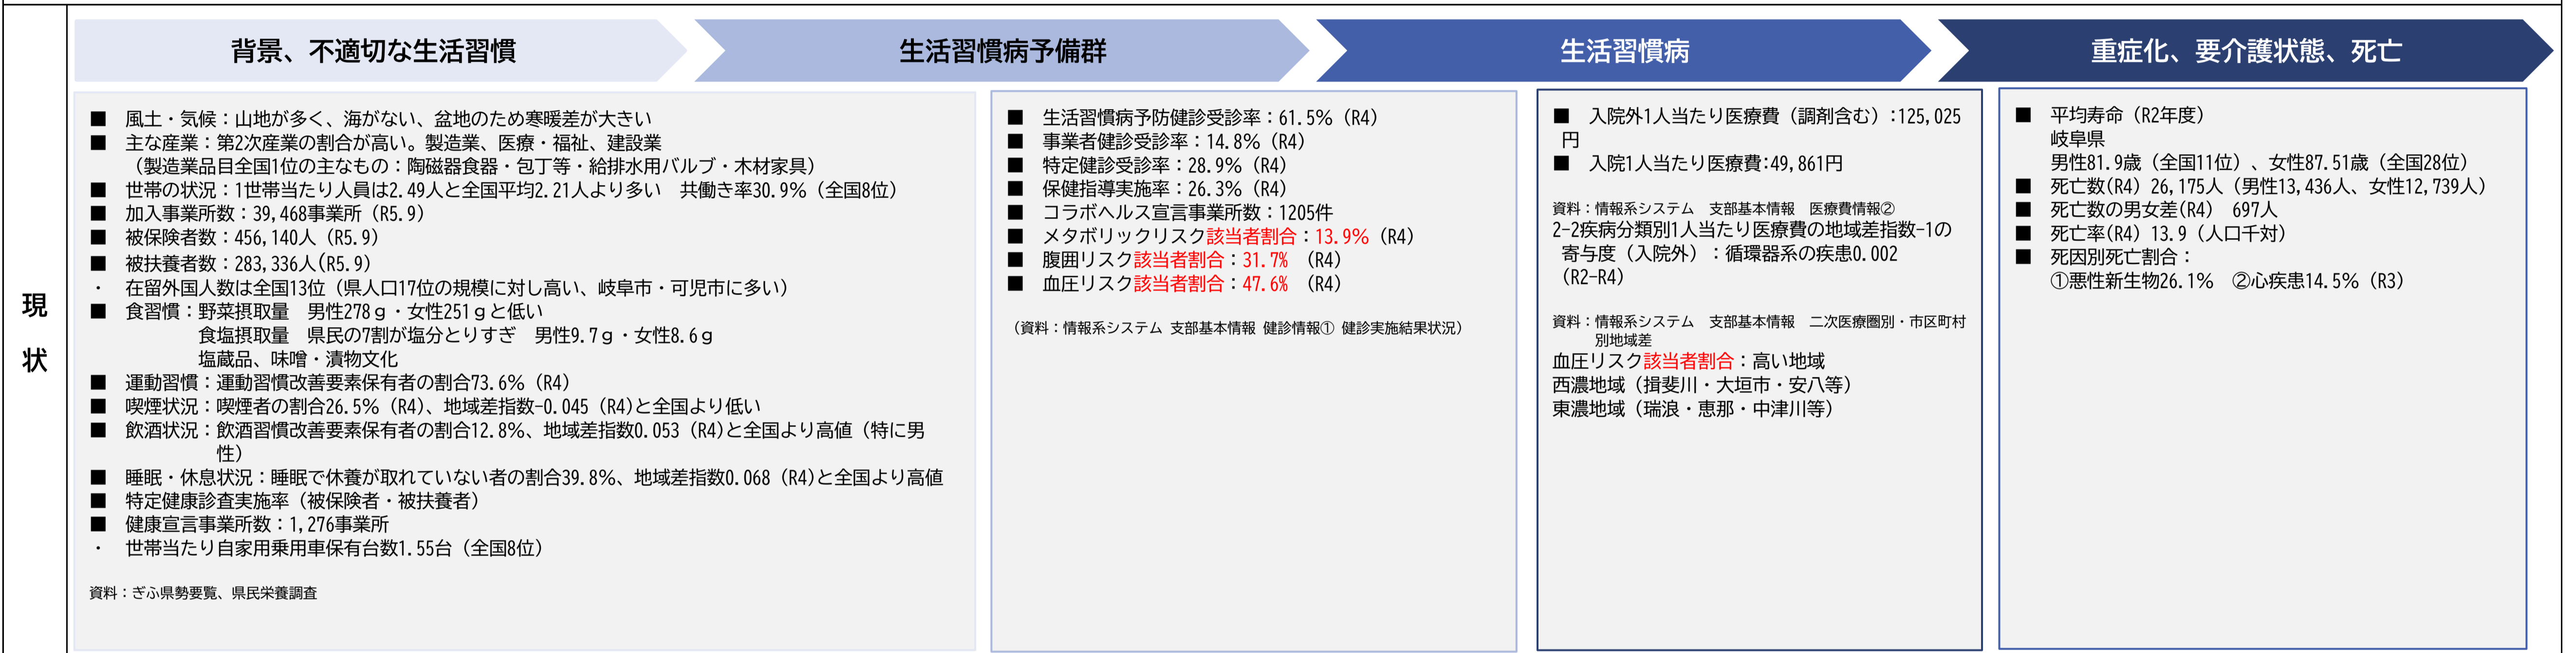 現状
背景、不適切な生活習慣
■ 風土・気候：山地が多く、海がない、盆地のため寒暖差が大きい
■ 主な産業：第2次産業の割合が高い。製造業、医療・福祉、建設業
（製造業品目全国1位の主なもの：陶磁器食器・包丁等・給排水用バルブ・木材家具）
■ 世帯の状況：1世帯当たり人員は2.49人と全国平均2.21人より多い　共働き率30.9%（全国8位）
■ 加入事業所数：39,468事業所（R5.9）
■ 被保険者数：456,140人（R5.9）
■ 被扶養者数：283,336人(R5.9）
・ 在留外国人数は全国13位（県人口17位の規模に対し高い、岐阜市・可児市に多い）
■ 食習慣：野菜摂取量　男性278ｇ・女性251ｇと低い
食塩摂取量　県民の7割が塩分とりすぎ　男性9.7ｇ・女性8.6ｇ
塩蔵品、味噌・漬物文化
■ 運動習慣：運動習慣改善要素保有者の割合73.6%（R4）
■ 喫煙状況：喫煙者の割合26.5%（R4）、地域差指数-0.045（R4)と全国より低い
■ 飲酒状況：飲酒習慣改善要素保有者の割合12.8%、地域差指数0.053（R4)と全国より高値（特に男
性）
■ 睡眠・休息状況：睡眠で休養が取れていない者の割合39.8%、地域差指数0.068（R4)と全国より高値
■ 特定健康診査実施率（被保険者・被扶養者）
■ 健康宣言事業所数：1,276事業所
・ 世帯当たり自家用乗用車保有台数1.55台（全国8位）
資料：ぎふ県勢要覧、県民栄養調査
生活習慣病予備群
■ 生活習慣病予防健診受診率：61.5%（R4）
■ 事業者健診受診率：14.8%（R4）
■ 特定健診受診率：28.9%（R4）
■ 保健指導実施率：26.3%（R4）
■ コラボヘルス宣言事業所数：1205件
■ メタボリックリスク該当者割合：13.9%（R4）
■ 腹囲リスク該当者割合：31.7%　（R4）
■ 血圧リスク該当者割合：47.6%　（R4）
（資料：情報系システム 支部基本情報 健診情報① 健診実施結果状況）
生活習慣病
■ 入院外1人当たり医療費（調剤含む）:125,025
円
■ 入院1人当たり医療費:49,861円
資料：情報系システム　支部基本情報　医療費情報②
2-2疾病分類別1人当たり医療費の地域差指数-1の
寄与度（入院外）：循環器系の疾患0.002
（R2-R4）
資料：情報系システム　支部基本情報　二次医療圏別・市区町村
別地域差
血圧リスク該当者割合：高い地域
西濃地域（揖斐川・大垣市・安八等）
東濃地域（瑞浪・恵那・中津川等）
重症化、要介護状態、死亡
■ 平均寿命（R2年度）
岐阜県
男性81.9歳（全国11位）、女性87.51歳（全国28位）
■ 死亡数(R4）26,175人（男性13,436人、女性12,739人）
■ 死亡数の男女差(R4）　697人
■ 死亡率(R4）13.9（人口千対）
■ 死因別死亡割合：
①悪性新生物26.1%　②心疾患14.5%（R3）